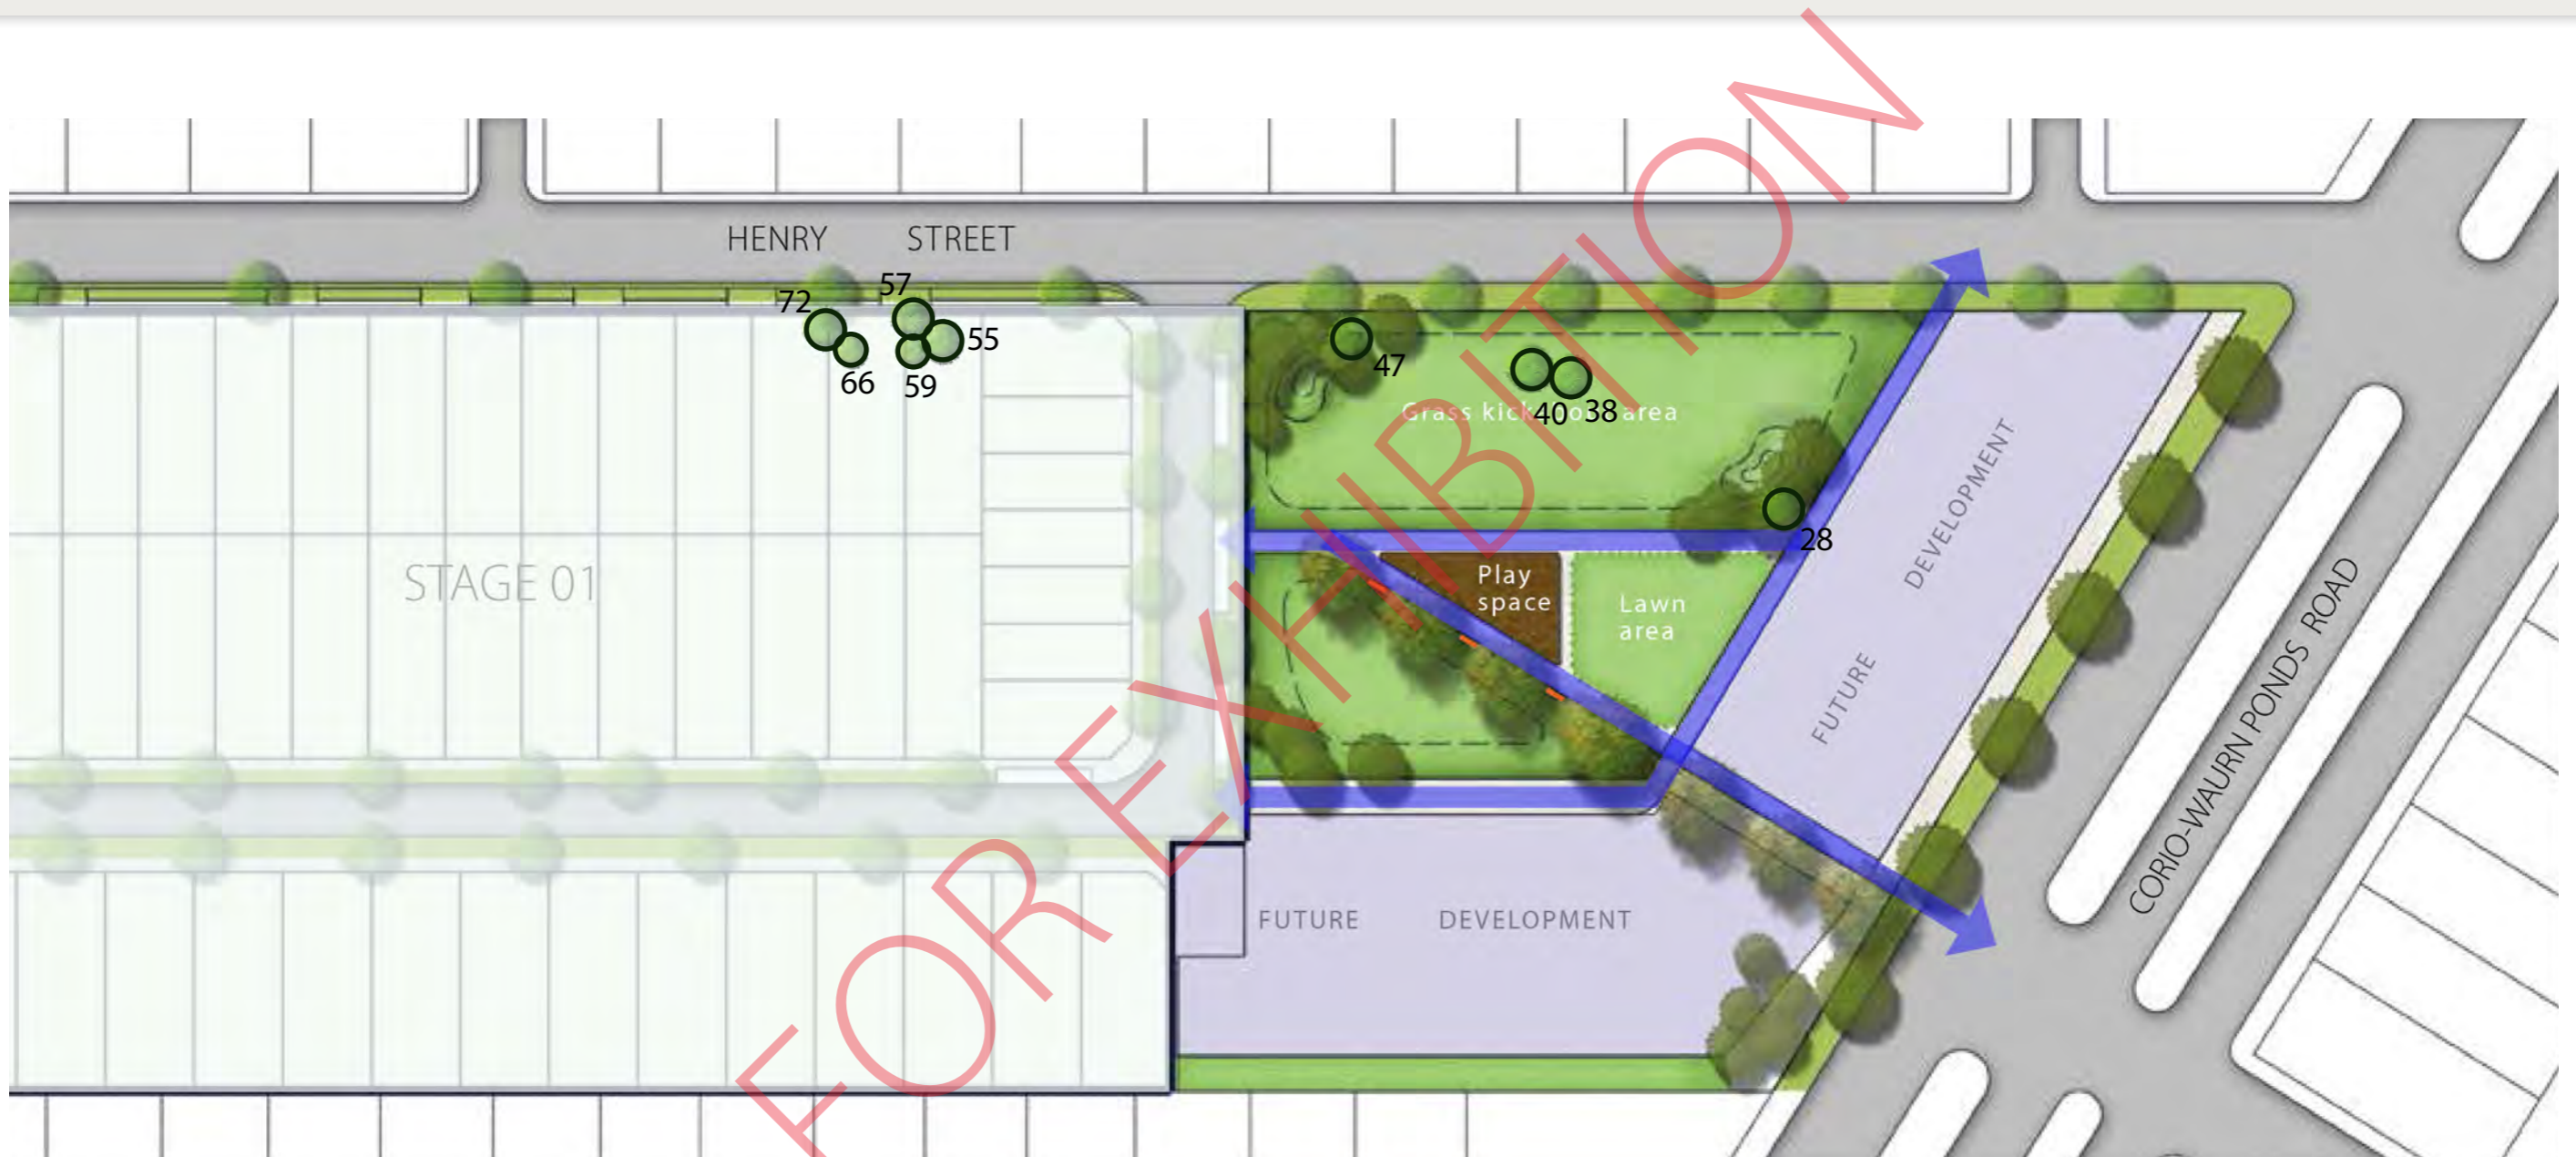 HENRY STREET
57
72
55
66
59
47
40
38
Grass kick
area
28
Play
space
Lawn
area
STAGE 01
FUTURE DEVELOPMENT
CORIO-WAURN PONDS ROAD
FUTURE DEVELOPMENT
FOR EXHIBITION